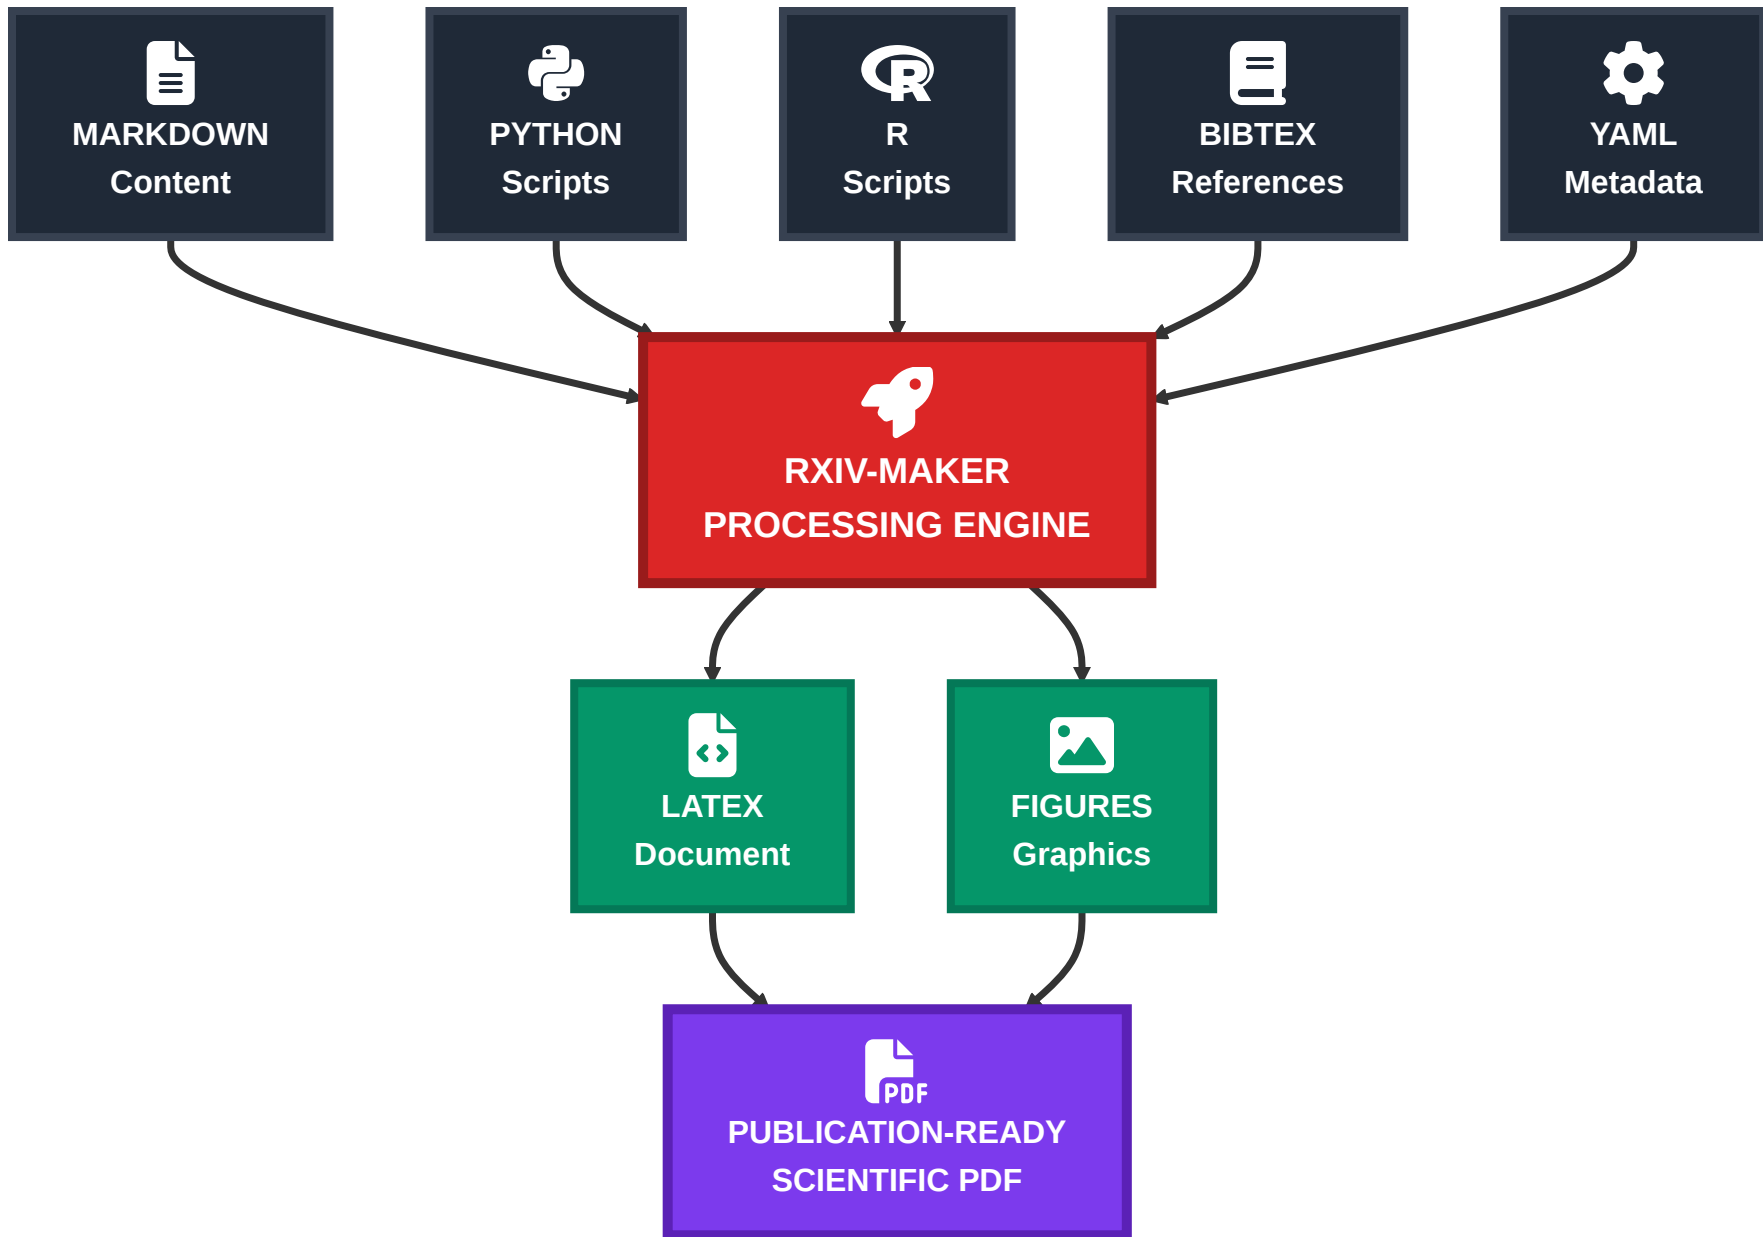 MARKDOWN
Content
PYTHON
Scripts
R
Scripts
BIBTEX
References
YAML
Metadata
RXIV-MAKER
PROCESSING ENGINE
LATEX
Document
FIGURES
Graphics
PDF
PUBLICATION-READY
SCIENTIFIC PDF